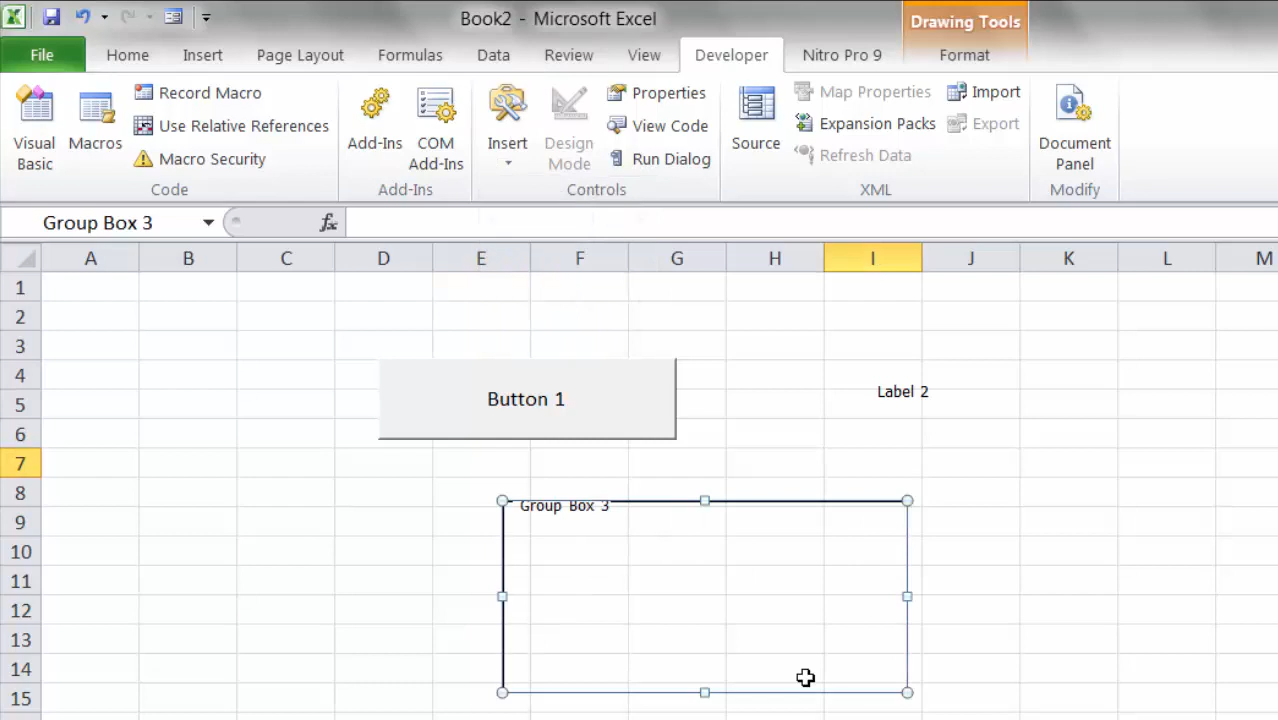 Book2 - Microsoft Excel
Drawing Tools
File Home Insert Page Layout Formulas Data Review View Developer Nitro Pro 9 Format
Visual Basic
Macros
Record Macro
Use Relative References
Macro Security
Code
Add-Ins
COM Add-Ins
Add-Ins
Insert
Design Mode
Properties
View Code
Run Dialog
Controls
Source
Map Properties
Expansion Packs
Refresh Data
Import
Export
XML
Document Panel
Modify
Group Box 3
fx
A B C D E F G H I J K L M
1
2
3
4
5
6
7
8
9
10
11
12
13
14
15
Button 1
Label 2
Group Box 3